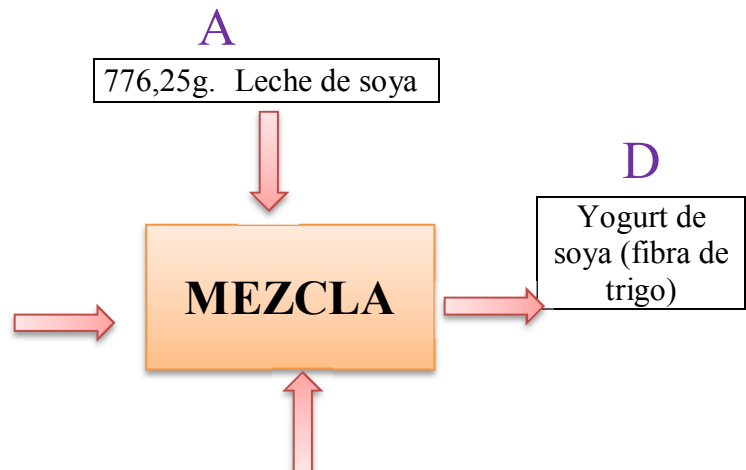 A
776,25g. Leche de soya
D
Yogurt de
soya (fibra de
trigo)
MEZCLA